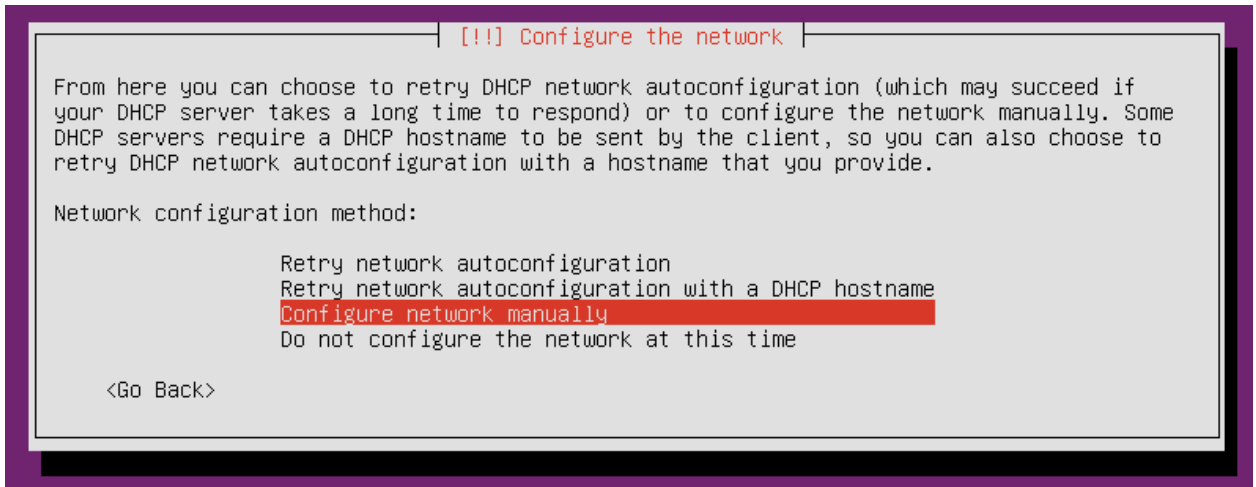 [!!] Configure the network
From here you can choose to retry DHCP network autoconfiguration (which may succeed if
your DHCP server takes a long time to respond) or to configure the network manually. Some
DHCP servers require a DHCP hostname to be sent by the client, so you can also choose to
retry DHCP network autoconfiguration with a hostname that you provide.
Network configuration method:
Retry network autoconfiguration
Retry network autoconfiguration with a DHCP hostname
Configure network manually
Do not configure the network at this time
<Go Back>